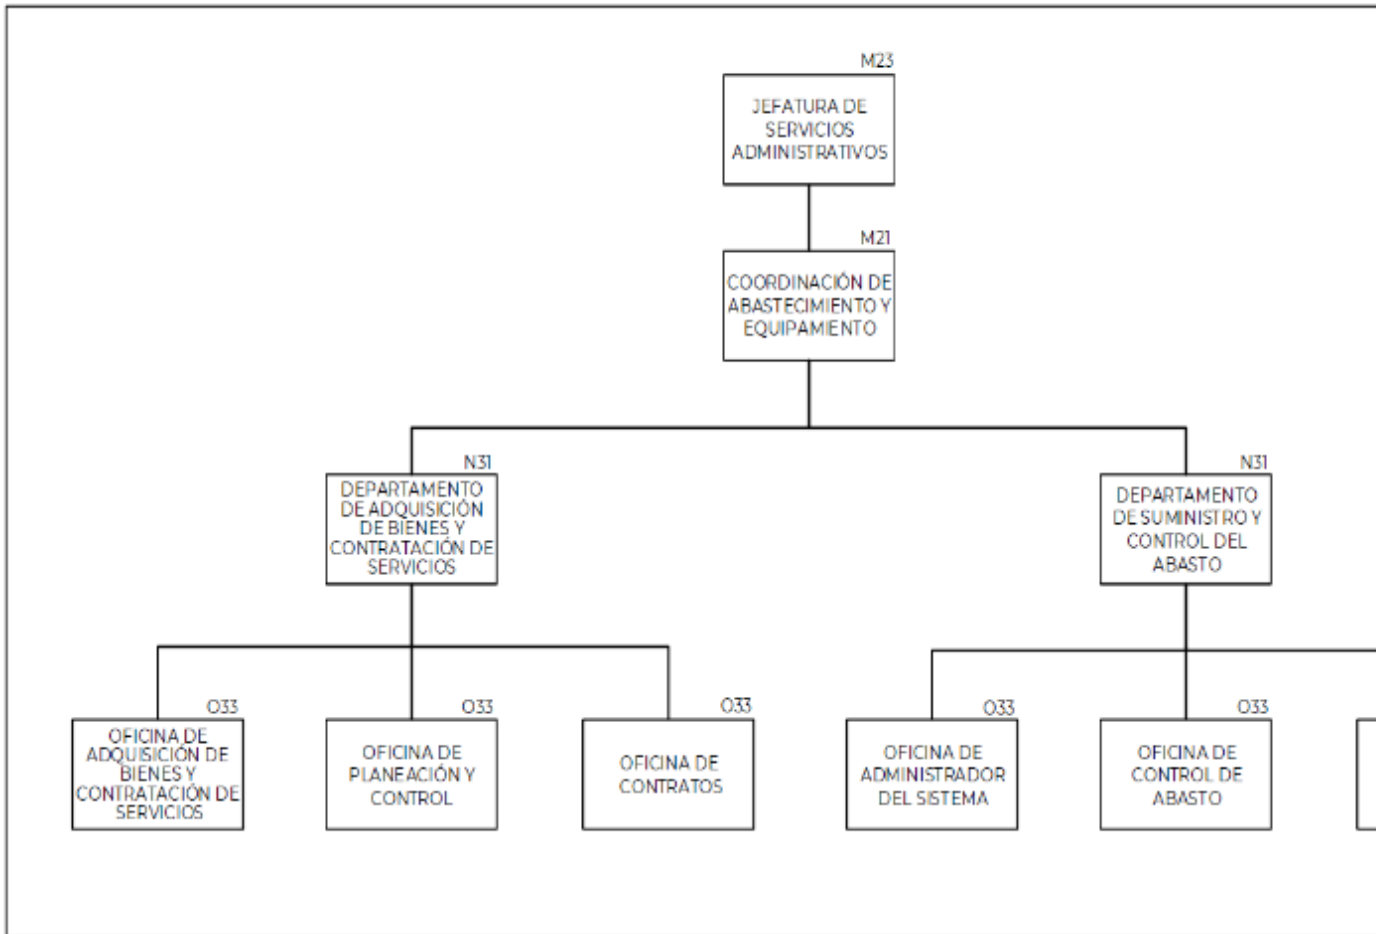 M23
JEFATURA DE
SERVICIOS
ADMINISTRATIVOS
M21
COORDINACIÓN DE
ABASTECIMIENTO Y
EQUIPAMIENTO
N31
DEPARTAMENTO
DE ADQUISICIÓN
DE BIENES Y
CONTRATACIÓN DE
SERVICIOS
N31
DEPARTAMENTO
DE SUMINISTRO Y
CONTROL DEL
ABASTO
O33
OFICINA DE
ADQUISICIÓN DE
BIENES Y
CONTRATACIÓN DE
SERVICIOS
O33
OFICINA DE
PLANEACIÓN Y
CONTROL
O33
OFICINA DE
CONTRATOS
O33
OFICINA DE
ADMINISTRADOR
DEL SISTEMA
O33
OFICINA DE
CONTROL DE
ABASTO